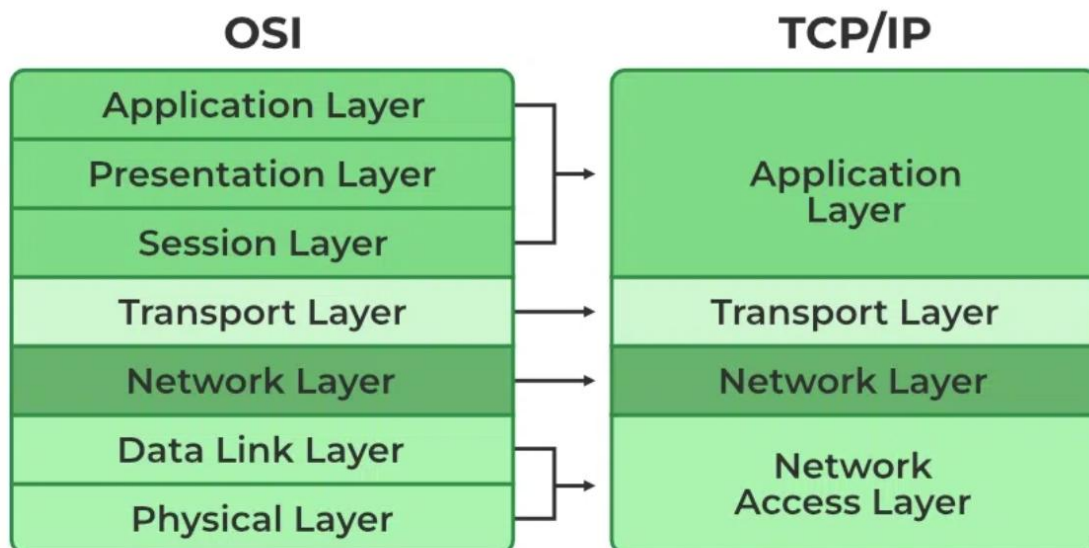 OSI
Application Layer
Presentation Layer
Session Layer
Transport Layer
Network Layer
Data Link Layer
Physical Layer
TCP/IP
Application
Layer
Transport Layer
Network Layer
Network
Access Layer